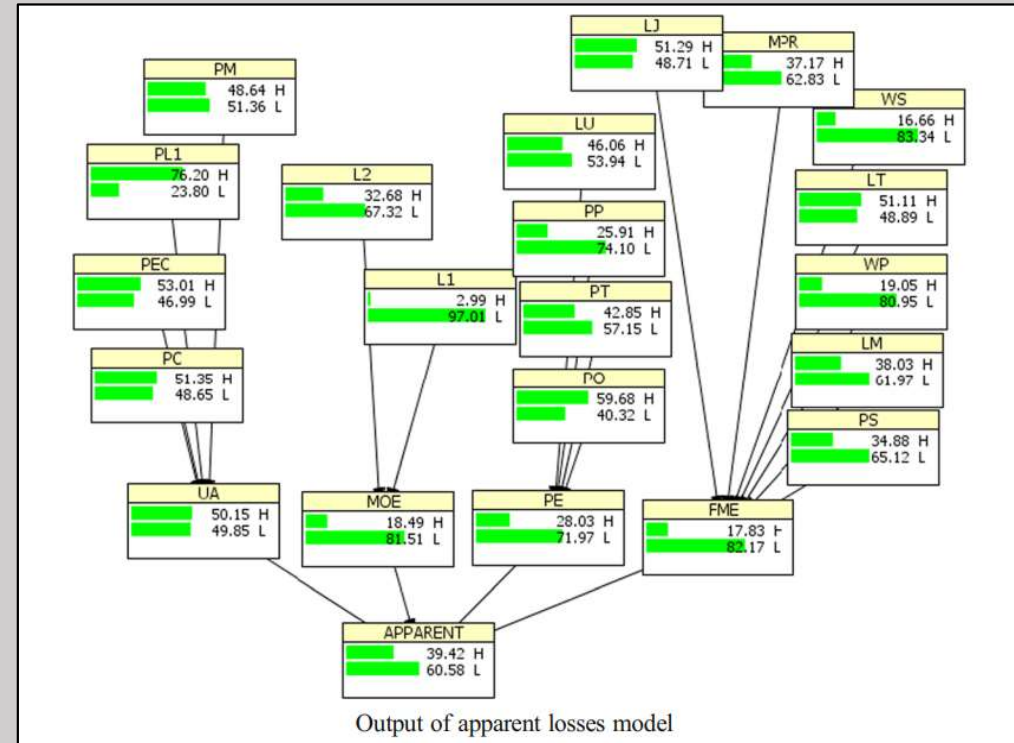 LJ
51.29 H
48.71 L
MPR
37.17 H
62.83 L
PM
48.64 H
51.36 L
WS
16.66 H
83.34 L
LU
46.06 H
53.94 L
PL1
76.20 H
23.80 L
L2
32.68 H
67.32 L
LT
51.11 H
48.89 L
PP
25.91 H
74.10 L
PEC
53.01 H
46.99 L
WP
19.05 H
80.95 L
L1
2.99 H
97.01 L
PT
42.85 H
57.15 L
LM
38.03 H
61.97 L
PC
51.35 H
48.65 L
PO
59.68 H
40.32 L
PS
34.88 H
65.12 L
UA
50.15 H
49.85 L
MOE
18.49 H
81.51 L
PE
28.03 H
71.97 L
FME
17.83 H
82.17 L
APPARENT
39.42 H
60.58 L
Output of apparent losses model